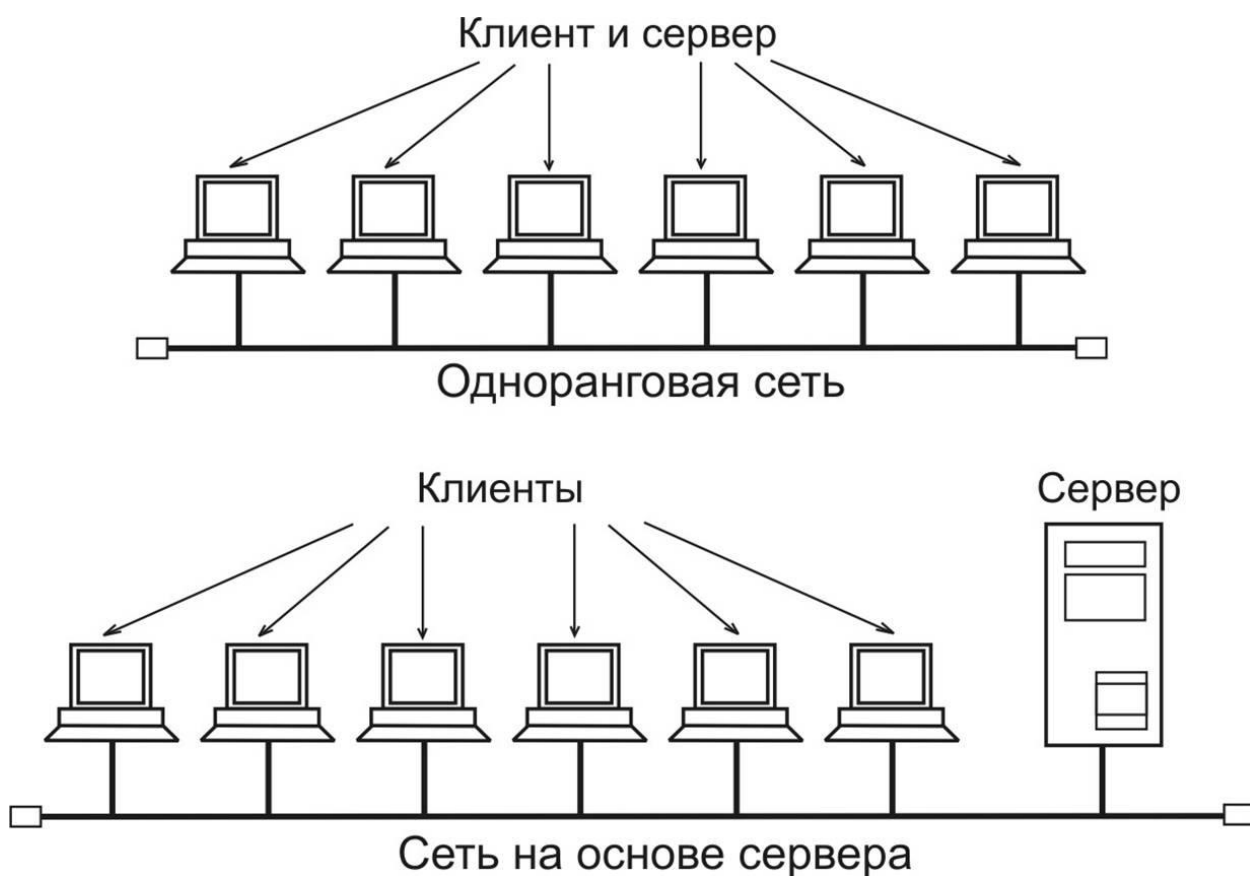 Клиент и сервер
Одноранговая сеть
Клиенты
Сервер
Сеть на основе сервера